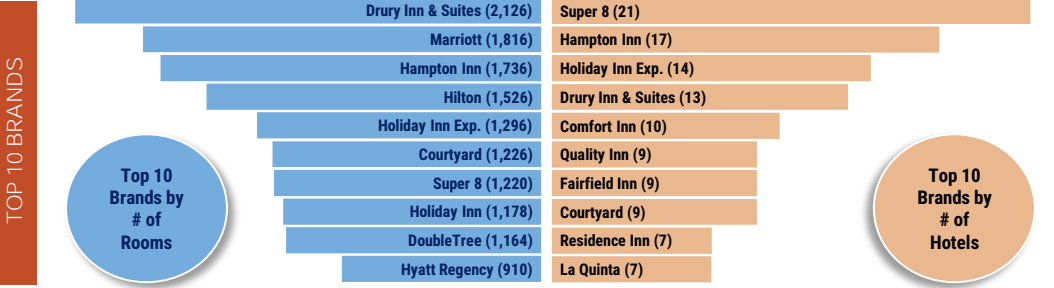 TOP 10 BRANDS
Drury Inn & Suites (2,126)
Marriott (1,816)
Hampton Inn (1,736)
Hilton (1,526)
Holiday Inn Exp. (1,296)
Courtyard (1,226)
Super 8 (1,220)
Holiday Inn (1,178)
DoubleTree (1,164)
Hyatt Regency (910)
Top 10
Brands by
# of
Rooms
Super 8 (21)
Hampton Inn (17)
Holiday Inn Exp. (14)
Drury Inn & Suites (13)
Comfort Inn (10)
Quality Inn (9)
Fairfield Inn (9)
Courtyard (9)
Residence Inn (7)
La Quinta (7)
Top 10
Brands by
# of
Hotels